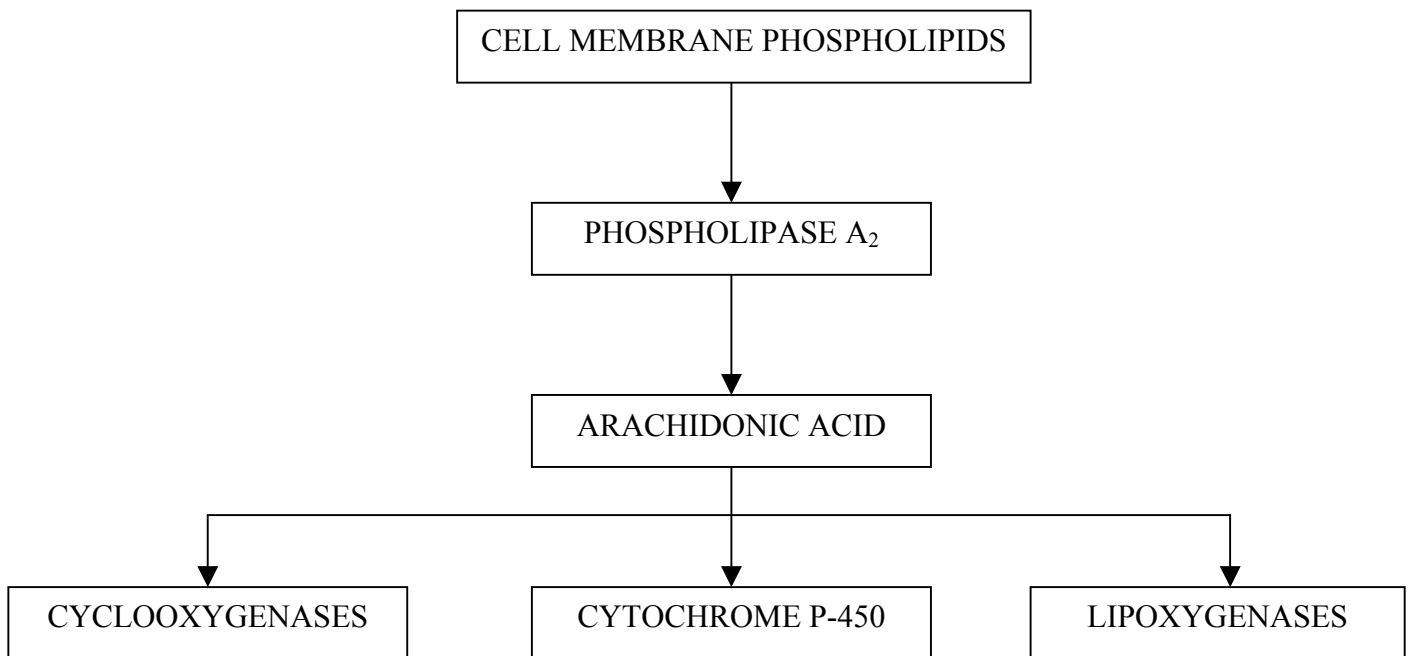 CELL MEMBRANE PHOSPHOLIPIDS
PHOSPHOLIPASE A₂
ARACHIDONIC ACID
CYCLOOXYGENASES
CYTOCHROME P-450
LIPOXYGENASES